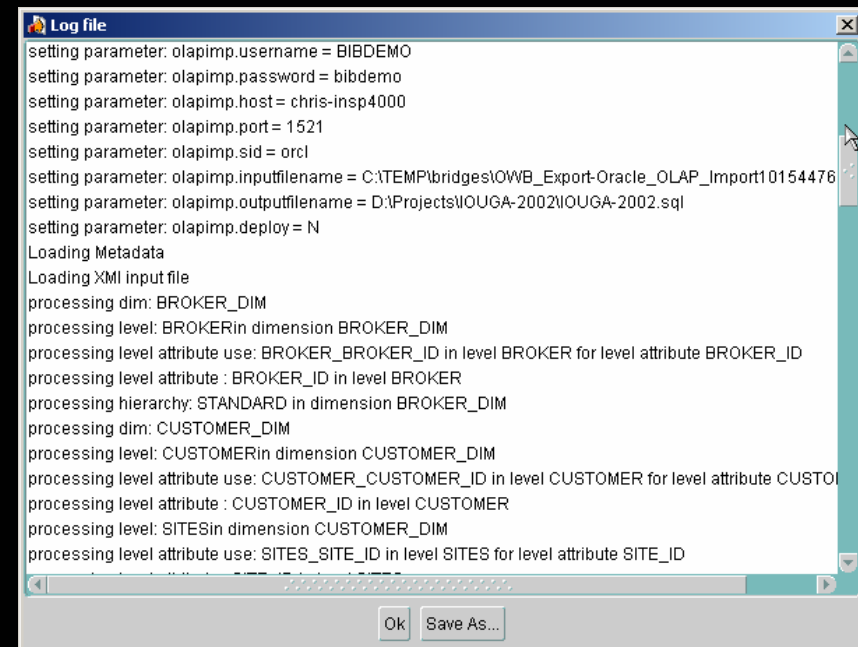 Log file
setting parameter: olapimp.username = BIBDEMO
setting parameter: olapimp.password = bibdemo
setting parameter: olapimp.host = chris-insp4000
setting parameter: olapimp.port = 1521
setting parameter: olapimp.sid = orcl
setting parameter: olapimp.inputfilename = C:\TEMP\bridges\OWB_Export-Oracle_OLAP_Import10154476
setting parameter: olapimp.outputfilename = D:\Projects\IOUGA-2002\IOUGA-2002.sql
setting parameter: olapimp.deploy = N
Loading Metadata
Loading XMI input file
processing dim: BROKER_DIM
processing level: BROKERin dimension BROKER_DIM
processing level attribute use: BROKER_BROKER_ID in level BROKER for level attribute BROKER_ID
processing level attribute : BROKER_ID in level BROKER
processing hierarchy: STANDARD in dimension BROKER_DIM
processing dim: CUSTOMER_DIM
processing level: CUSTOMERin dimension CUSTOMER_DIM
processing level attribute use: CUSTOMER_CUSTOMER_ID in level CUSTOMER for level attribute CUSTO
processing level attribute : CUSTOMER_ID in level CUSTOMER
processing level: SITESin dimension CUSTOMER_DIM
processing level attribute use: SITES_SITE_ID in level SITES for level attribute SITE_ID
Ok Save As...